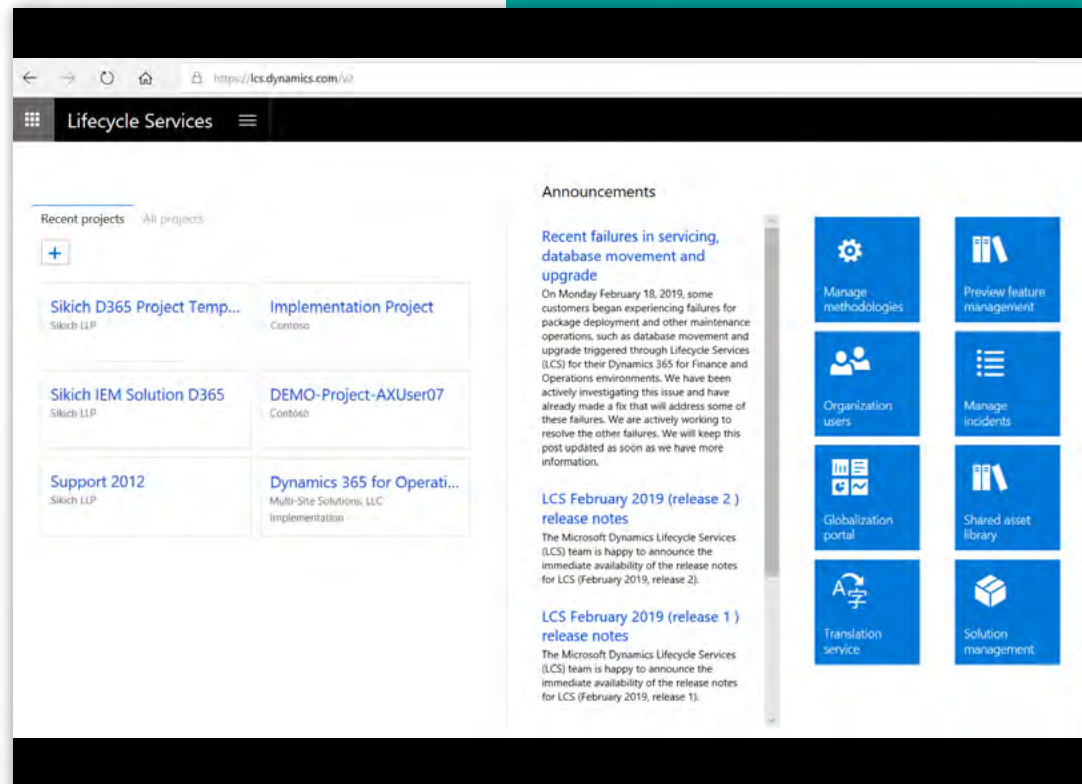 https://lcs.dynamics.com/v2
Lifecycle Services
Recent projects All projects
+
Sikich D365 Project Temp...
Sikich LLP
Implementation Project
Contoso
Sikich IEM Solution D365
Sikich LLP
DEMO-Project-AXUser07
Contoso
Support 2012
Sikich LLP
Dynamics 365 for Operati...
Multi-Site Solutions, LLC
Implementation
Announcements
Recent failures in servicing,
database movement and
upgrade
On Monday February 18, 2019, some
customers began experiencing failures for
package deployment and other maintenance
operations, such as database movement and
upgrade triggered through Lifecycle Services
(LCS) for their Dynamics 365 for Finance and
Operations environments. We have been
actively investigating this issue and have
already made a fix that will address some of
these failures. We are actively working to
resolve the other failures. We will keep this
post updated as soon as we have more
information.
LCS February 2019 (release 2 )
release notes
The Microsoft Dynamics Lifecycle Services
(LCS) team is happy to announce the
immediate availability of the release notes
for LCS (February 2019, release 2).
LCS February 2019 (release 1 )
release notes
The Microsoft Dynamics Lifecycle Services
(LCS) team is happy to announce the
immediate availability of the release notes
for LCS (February 2019, release 1).
Manage
methodologies
Preview feature
management
Organization
users
Manage
incidents
Globalization
portal
Shared asset
library
A字
Translation
service
Solution
management